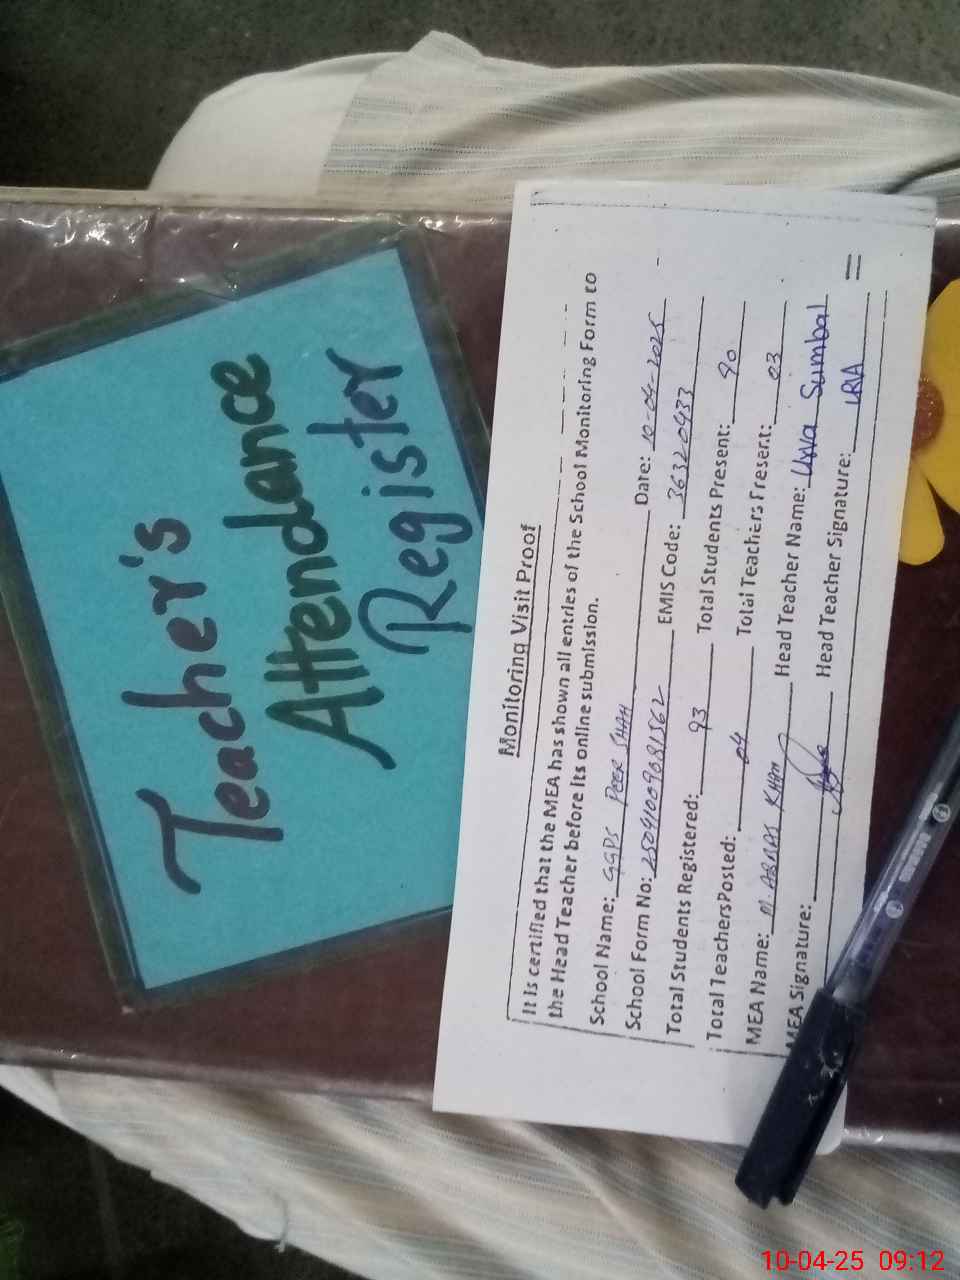 Teacher's
Attendance
Register
Monitoring Visit Proof
It is certified that the MEA has shown all entries of the School Monitoring Form to
the Head Teacher before its online submission.
School Name: GGPS PEER SHAH Date: 10-04-2025
School Form No: 25041009081562 EMIS Code: 36320433
Total Students Registered: 93 Total Students Present: 90
Total Teachers Posted: 04 Total Teachers Present: 03
MEA Name: M. KHAN Head Teacher Name: Urwa Sumbal
MEA Signature: Head Teacher Signature:
10-04-25 09:12